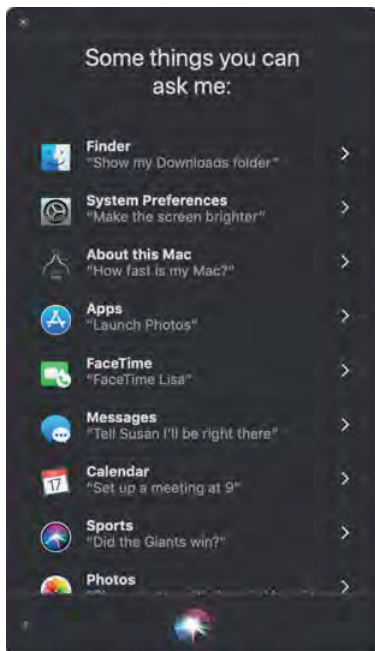 Some things you can
ask me:
Finder
"Show my Downloads folder"
System Preferences
"Make the screen brighter"
About this Mac
"How fast is my Mac?"
Apps
"Launch Photos"
FaceTime
"FaceTime Lisa"
Messages
"Tell Susan I'll be right there"
Calendar
"Set up a meeting at 9"
17
Sports
"Did the Giants win?"
Photos